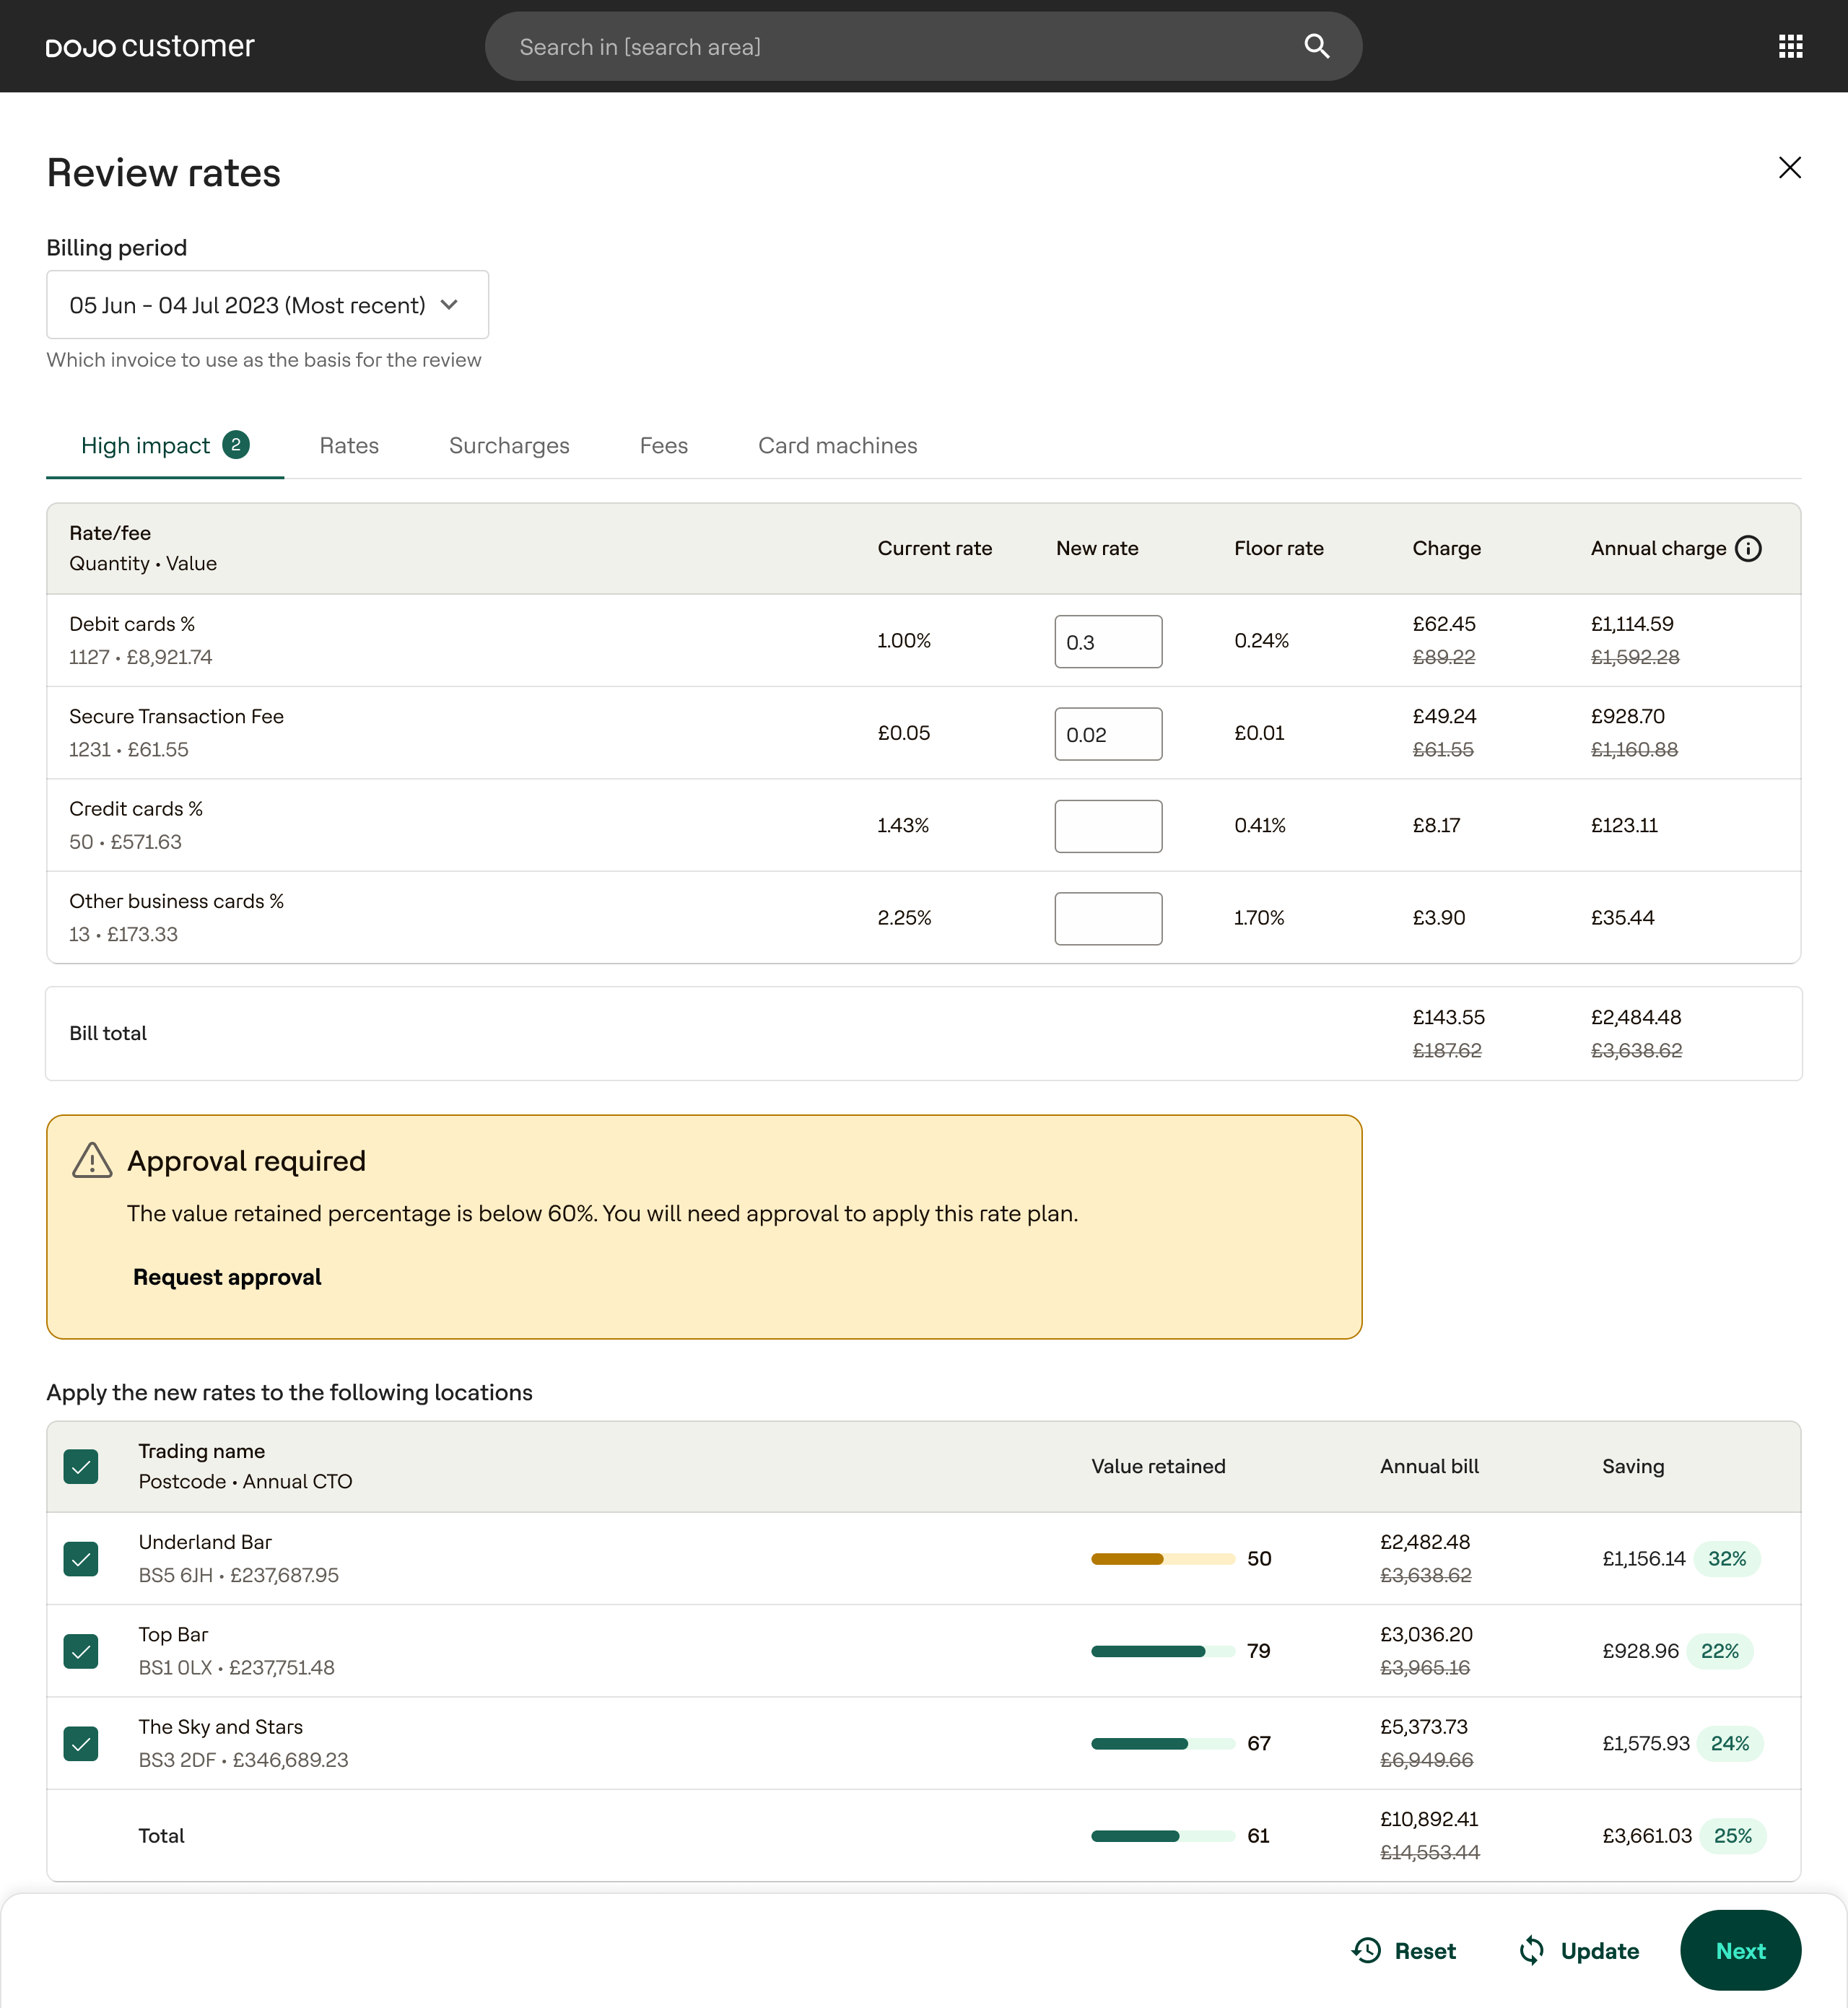 DOJO customer
Search in [search area]
Review rates
Billing period
05 Jun - 04 Jul 2023 (Most recent)
Which invoice to use as the basis for the review
High impact 2 Rates Surcharges Fees Card machines
Rate/fee
Quantity • Value
Current rate New rate Floor rate Charge Annual charge
Debit cards %
1127 • £8,921.74
1.00% 0.3 0.24%
£62.45 £1,114.59
£89.22 £1,592.28
Secure Transaction Fee
1231 • £61.55
£0.05 0.02 £0.01
£49.24 £928.70
£61.55 £1,160.88
Credit cards %
50 • £571.63
1.43% 0.41% £8.17 £123.11
Other business cards %
13 • £173.33
2.25% 1.70% £3.90 £35.44
Bill total
£143.55 £2,484.48
£187.62 £3,638.62
Approval required
The value retained percentage is below 60%. You will need approval to apply this rate plan.
Request approval
Apply the new rates to the following locations
Trading name
Postcode • Annual CTO
Value retained Annual bill Saving
Underland Bar
BS5 6JH • £237,687.95
50
£2,482.48
£3,638.62
£1,156.14 32%
Top Bar
BS1 0LX • £237,751.48
79
£3,036.20
£3,965.16
£928.96 22%
The Sky and Stars
BS3 2DF • £346,689.23
67
£5,373.73
£6,949.66
£1,575.93 24%
Total
61
£10,892.41
£14,553.44
£3,661.03 25%
Reset Update Next